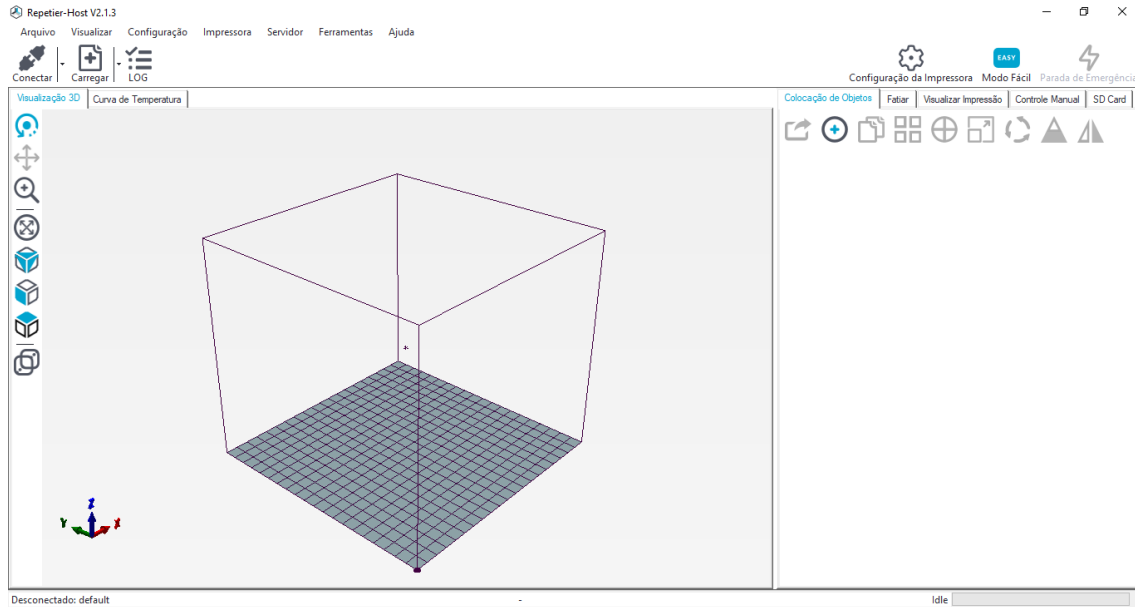 Repetier-Host V2.1.3
Arquivo Visualizar Configuração Impressora Servidor Ferramentas Ajuda
Conectar Carregar LOG
EASY
Configuração da Impressora Modo Fácil Parada de Emergência
Visualização 3D Curva de Temperatura
Colocação de Objetos Fatiar Visualizar Impressão Controle Manual SD Card
Z
Y X
Desconectado: default - Idle